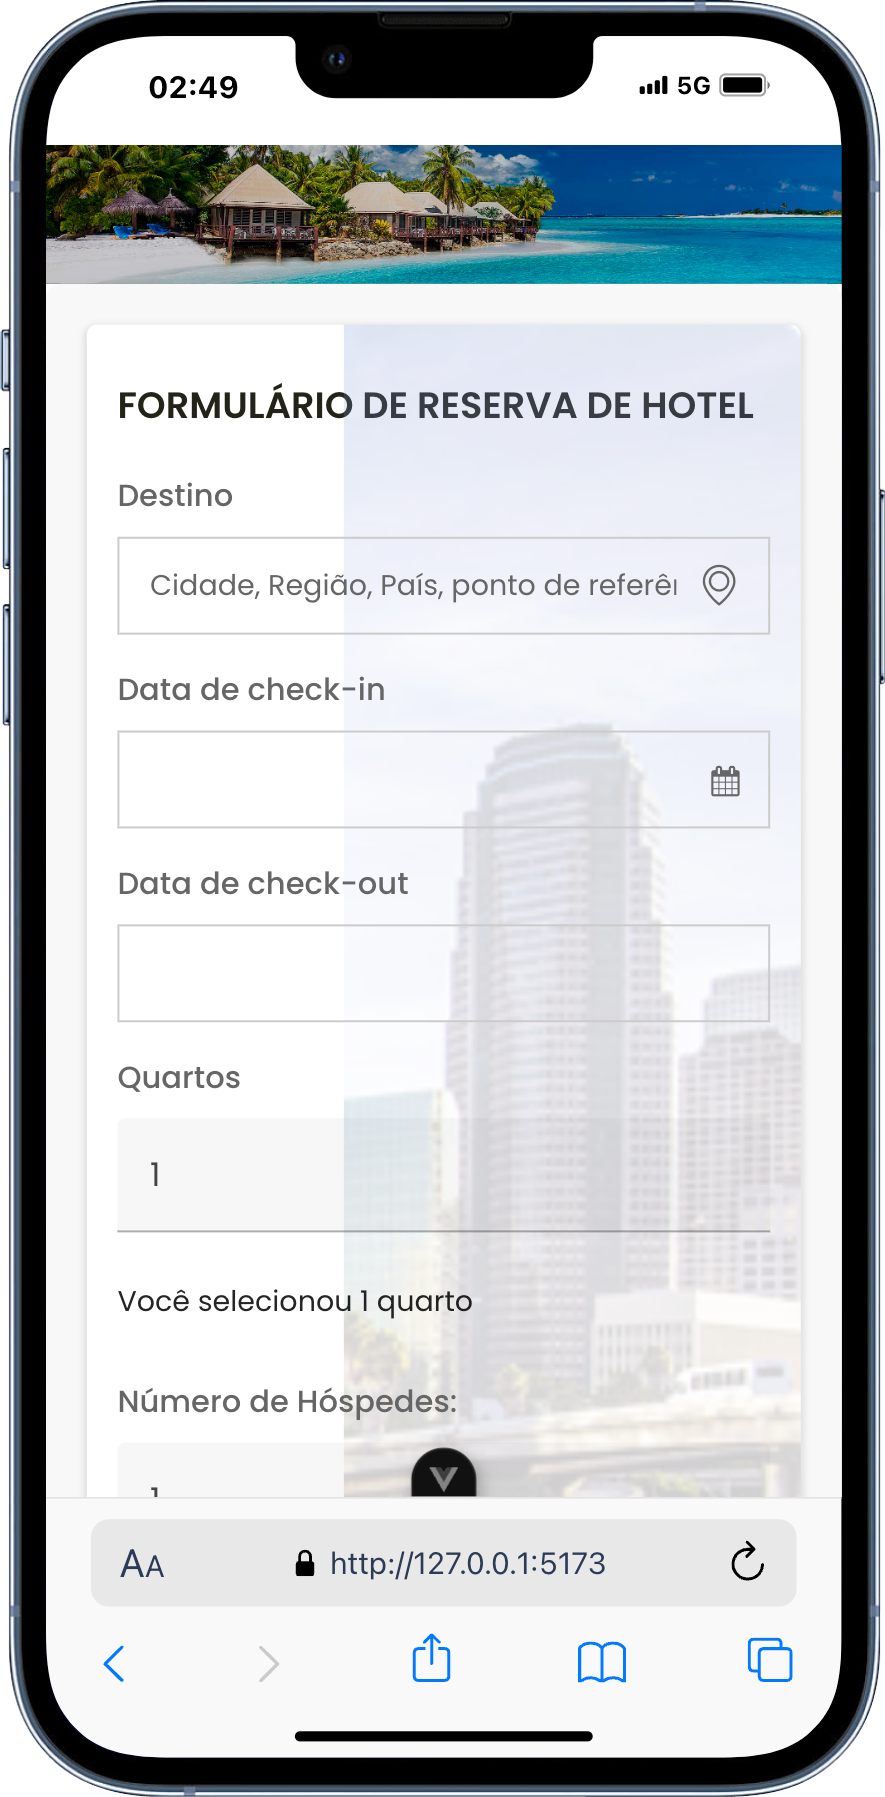 02:49
5G
FORMULÁRIO DE RESERVA DE HOTEL
Destino
Cidade, Região, País, ponto de
Data de check-in
Data de check-out
Quartos
1
Você selecionou 1 quarto
Número de Hóspedes:
1
AA
http://127.0.0.1:5173